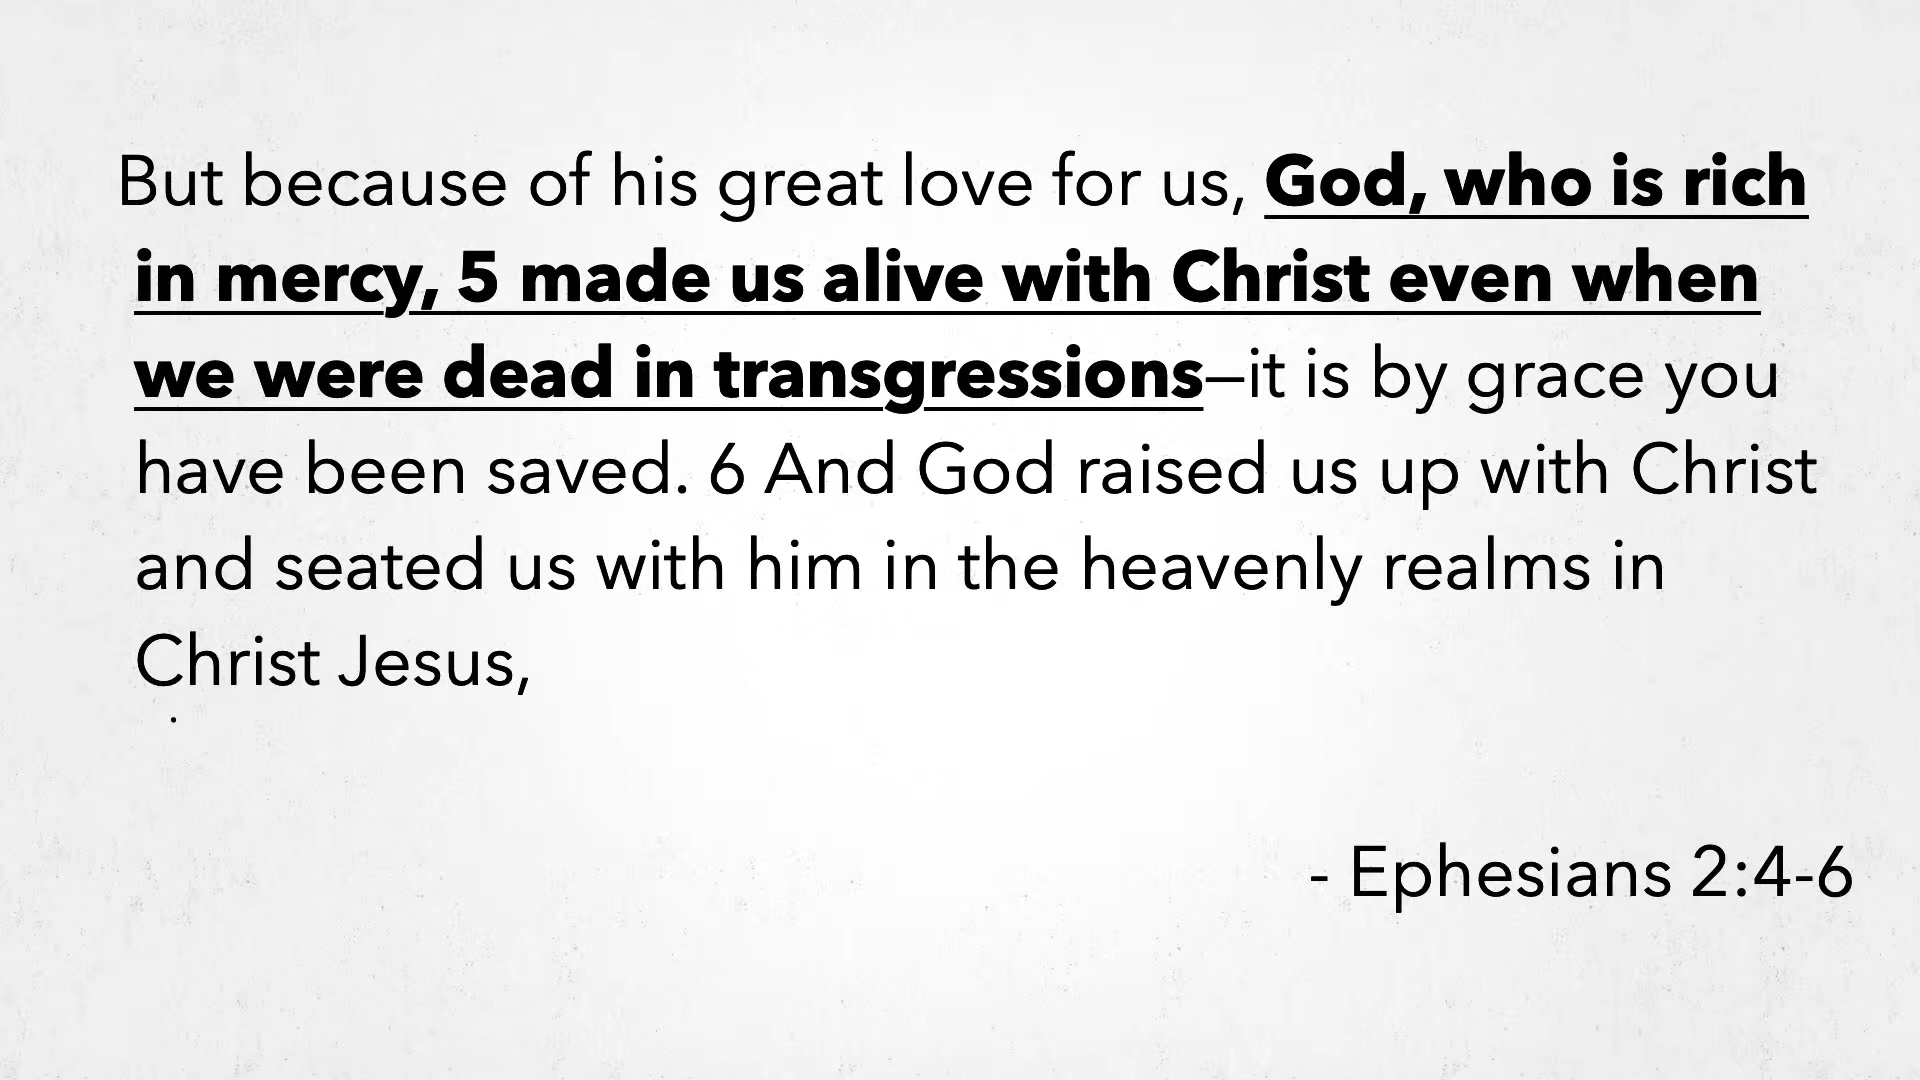 But because of his great love for us, God, who is rich
in mercy, 5 made us alive with Christ even when
we were dead in transgressions—it is by grace you
have been saved. 6 And God raised us up with Christ
and seated us with him in the heavenly realms in
Christ Jesus,
.
- Ephesians 2:4-6